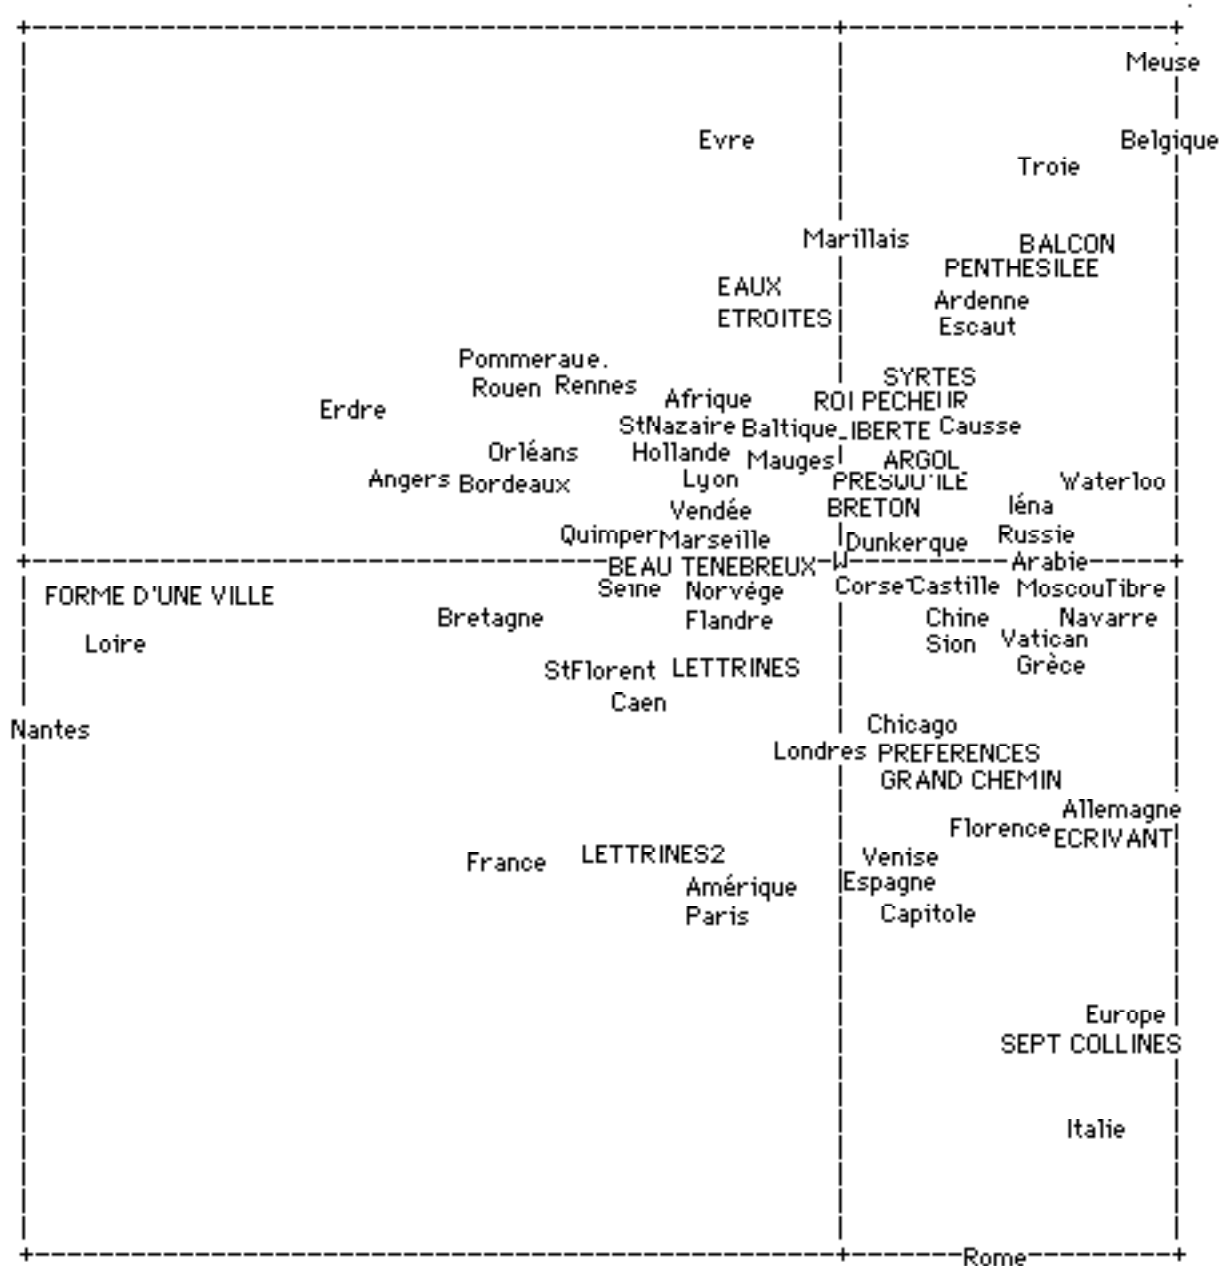 Meuse
Evre Belgique
Troie
Marillais BALCON
PENTHESILEE
EAUX Ardenne
ETROITES Escaut
Pommeraue.
Rouen Rennes SYRTES
Erdre Afrique ROI PECHEUR
StNazaire Baltique LIBERTE Causse
Orléans Hollande Mauges ARGOL
Angers Bordeaux Lyon PRESQU'ILE Waterloo
Vendée BRETON Iéna
Quimper Marseille Dunkerque Russie
BEAU TENEBREUX Arabie
FORME D'UNE VILLE Seine Norvége Corse Castille Moscou Tibre
Bretagne Flandre Chine Navarre
Loire Sion Vatican
StFlorent LETTRINES Grèce
Caen
Nantes Chicago
Londres PREFERENCES
GRAND CHEMIN
Allemagne
Florence ECRIVANT
France LETTRINES2 Venise
Amérique Espagne
Paris Capitole
Europe
SEPT COLLINES
Italie
Rome